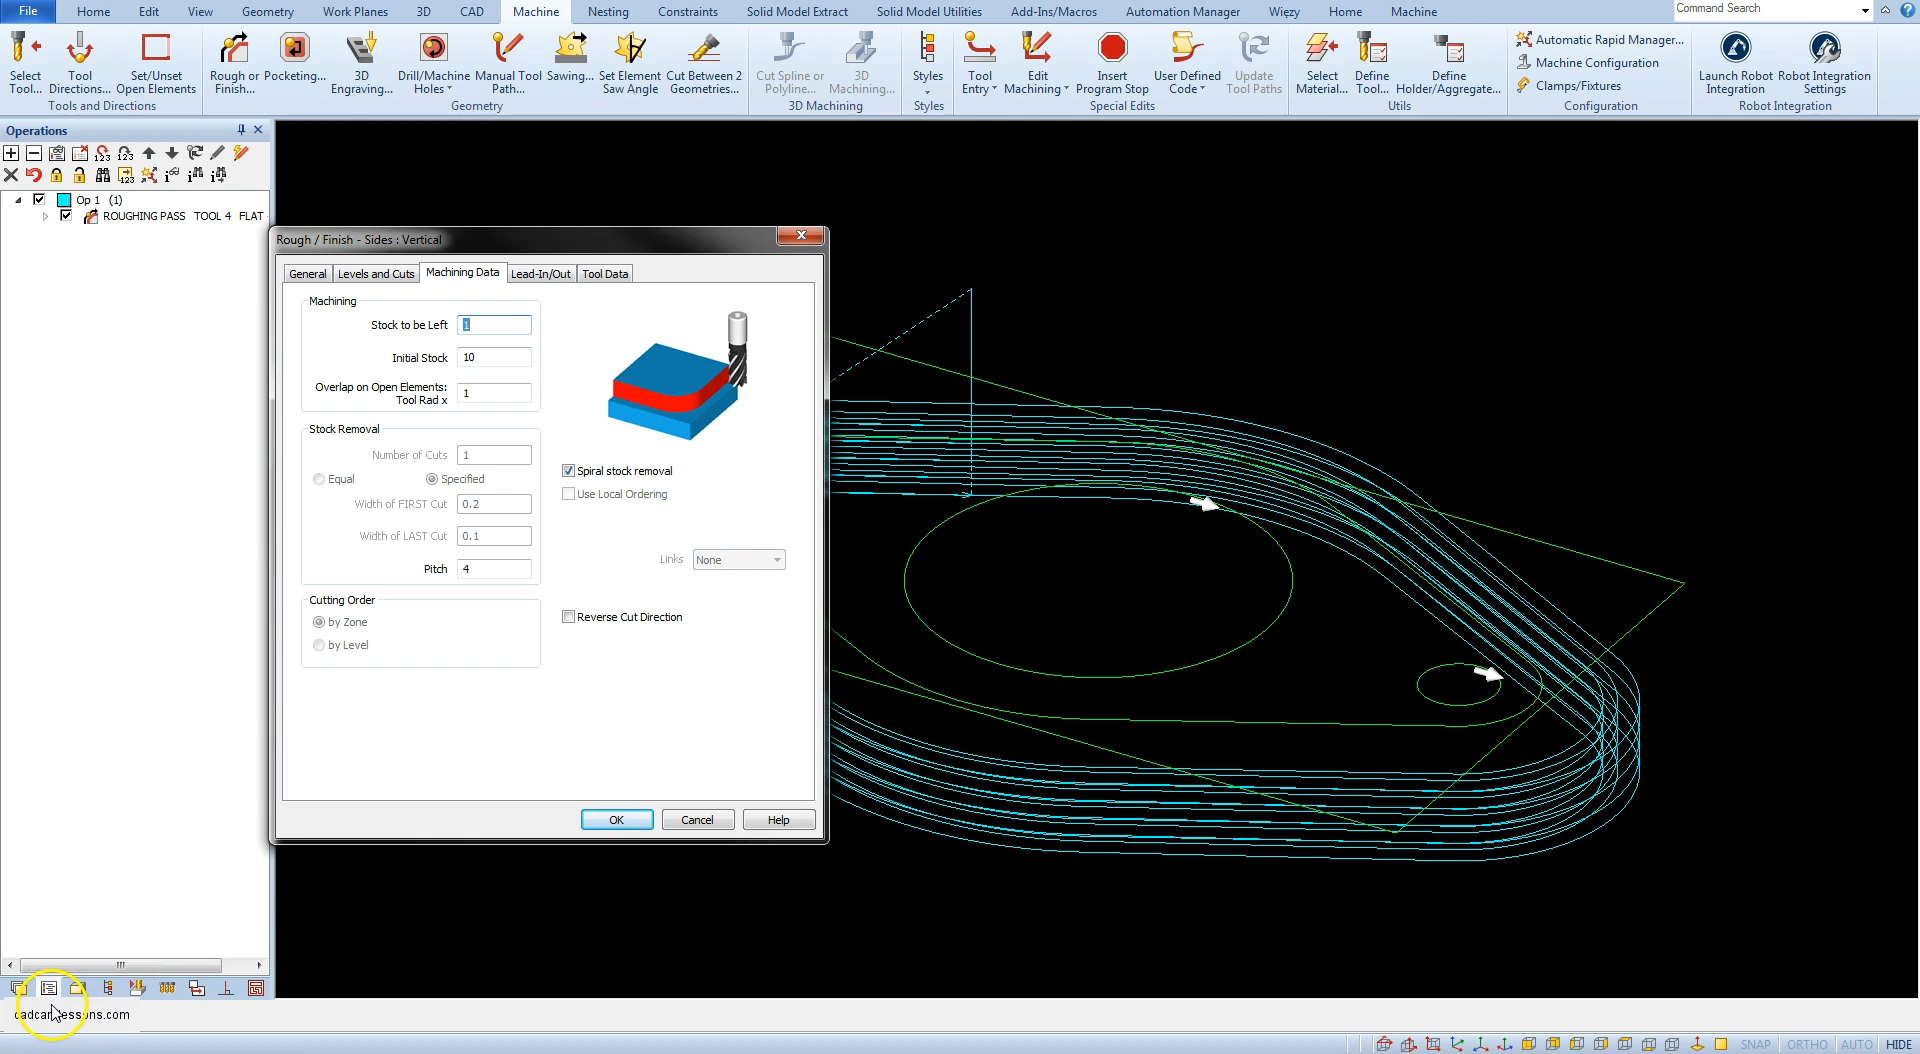 File Home Edit View Geometry Work Planes 3D CAD Machine Nesting Constraints Solid Model Extract Solid Model Utilities Add-Ins/Macros Automation Manager Więzy Home Machine Command Search
Select Tool... Tool Directions... Set/Unset Open Elements
Tools and Directions
Rough or Finish... Pocketing... 3D Engraving... Drill/Machine Holes Manual Tool Path... Sawing... Set Element Saw Angle Cut Between 2 Geometries...
Geometry
Cut Spline or Polyline... 3D Machining...
3D Machining
Styles
Styles
Tool Entry Edit Machining Insert Program Stop User Defined Code Update Tool Paths
Special Edits
Select Material... Define Tool... Define Holder/Aggregate...
Utils
Automatic Rapid Manager...
Machine Configuration
Clamps/Fixtures
Configuration
Launch Robot Integration Robot Integration Settings
Robot Integration
Operations
Op 1 (1)
ROUGHING PASS TOOL 4 FLAT
Rough / Finish - Sides : Vertical
General Levels and Cuts Machining Data Lead-In/Out Tool Data
Machining
Stock to be Left 1
Initial Stock 10
Overlap on Open Elements:
Tool Rad x 1
Stock Removal
Number of Cuts 1
Equal Specified
Width of FIRST Cut 0.2
Width of LAST Cut 0.1
Pitch 4
Cutting Order
by Zone
by Level
Spiral stock removal
Use Local Ordering
Links None
Reverse Cut Direction
OK Cancel Help
cadcamlessons.com
SNAP ORTHO AUTO HIDE